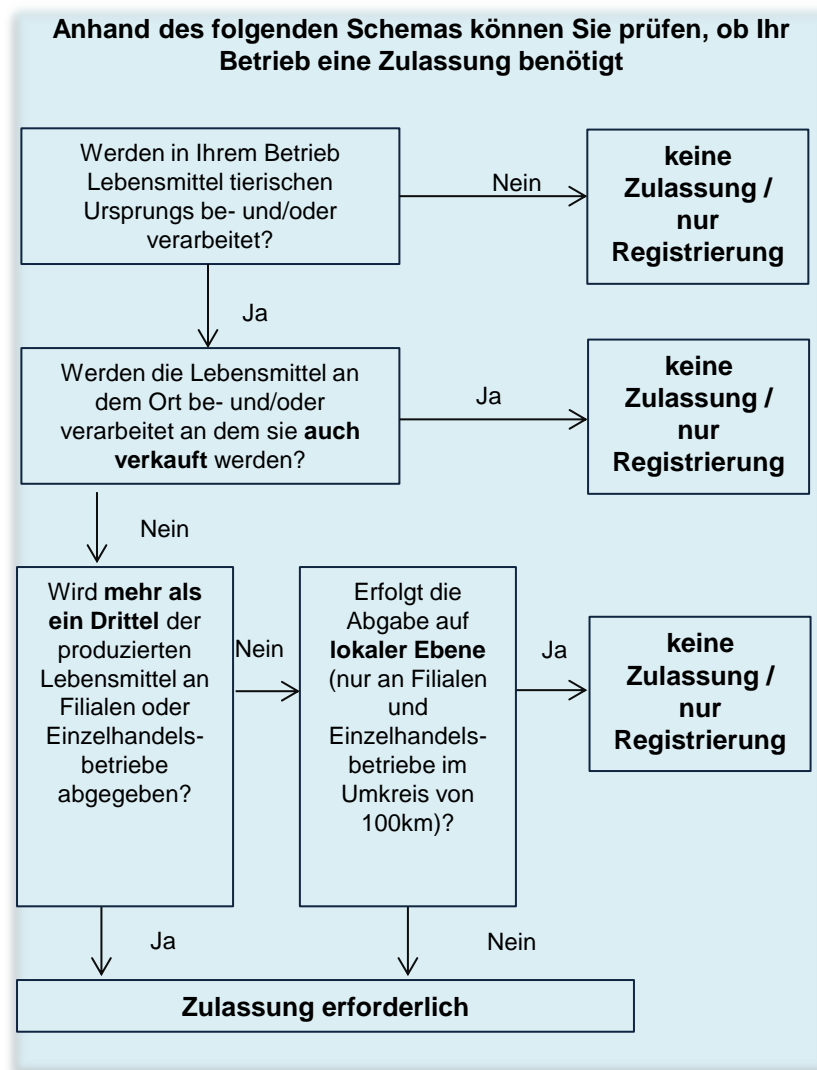 Anhand des folgenden Schemas können Sie prüfen, ob Ihr
Betrieb eine Zulassung benötigt
Werden in Ihrem Betrieb
Lebensmittel tierischen
Ursprungs be- und/oder
verarbeitet?
Nein
keine
Zulassung /
nur
Registrierung
Ja
Werden die Lebensmittel an
dem Ort be- und/oder
verarbeitet an dem sie auch
verkauft werden?
Ja
keine
Zulassung /
nur
Registrierung
Nein
Wird mehr als
ein Drittel der
produzierten
Lebensmittel an
Filialen oder
Einzelhandels-
betriebe
abgegeben?
Nein
Erfolgt die
Abgabe auf
lokaler Ebene
(nur an Filialen
und
Einzelhandels-
betriebe im
Umkreis von
100km)?
Ja
keine
Zulassung /
nur
Registrierung
Ja
Nein
Zulassung erforderlich